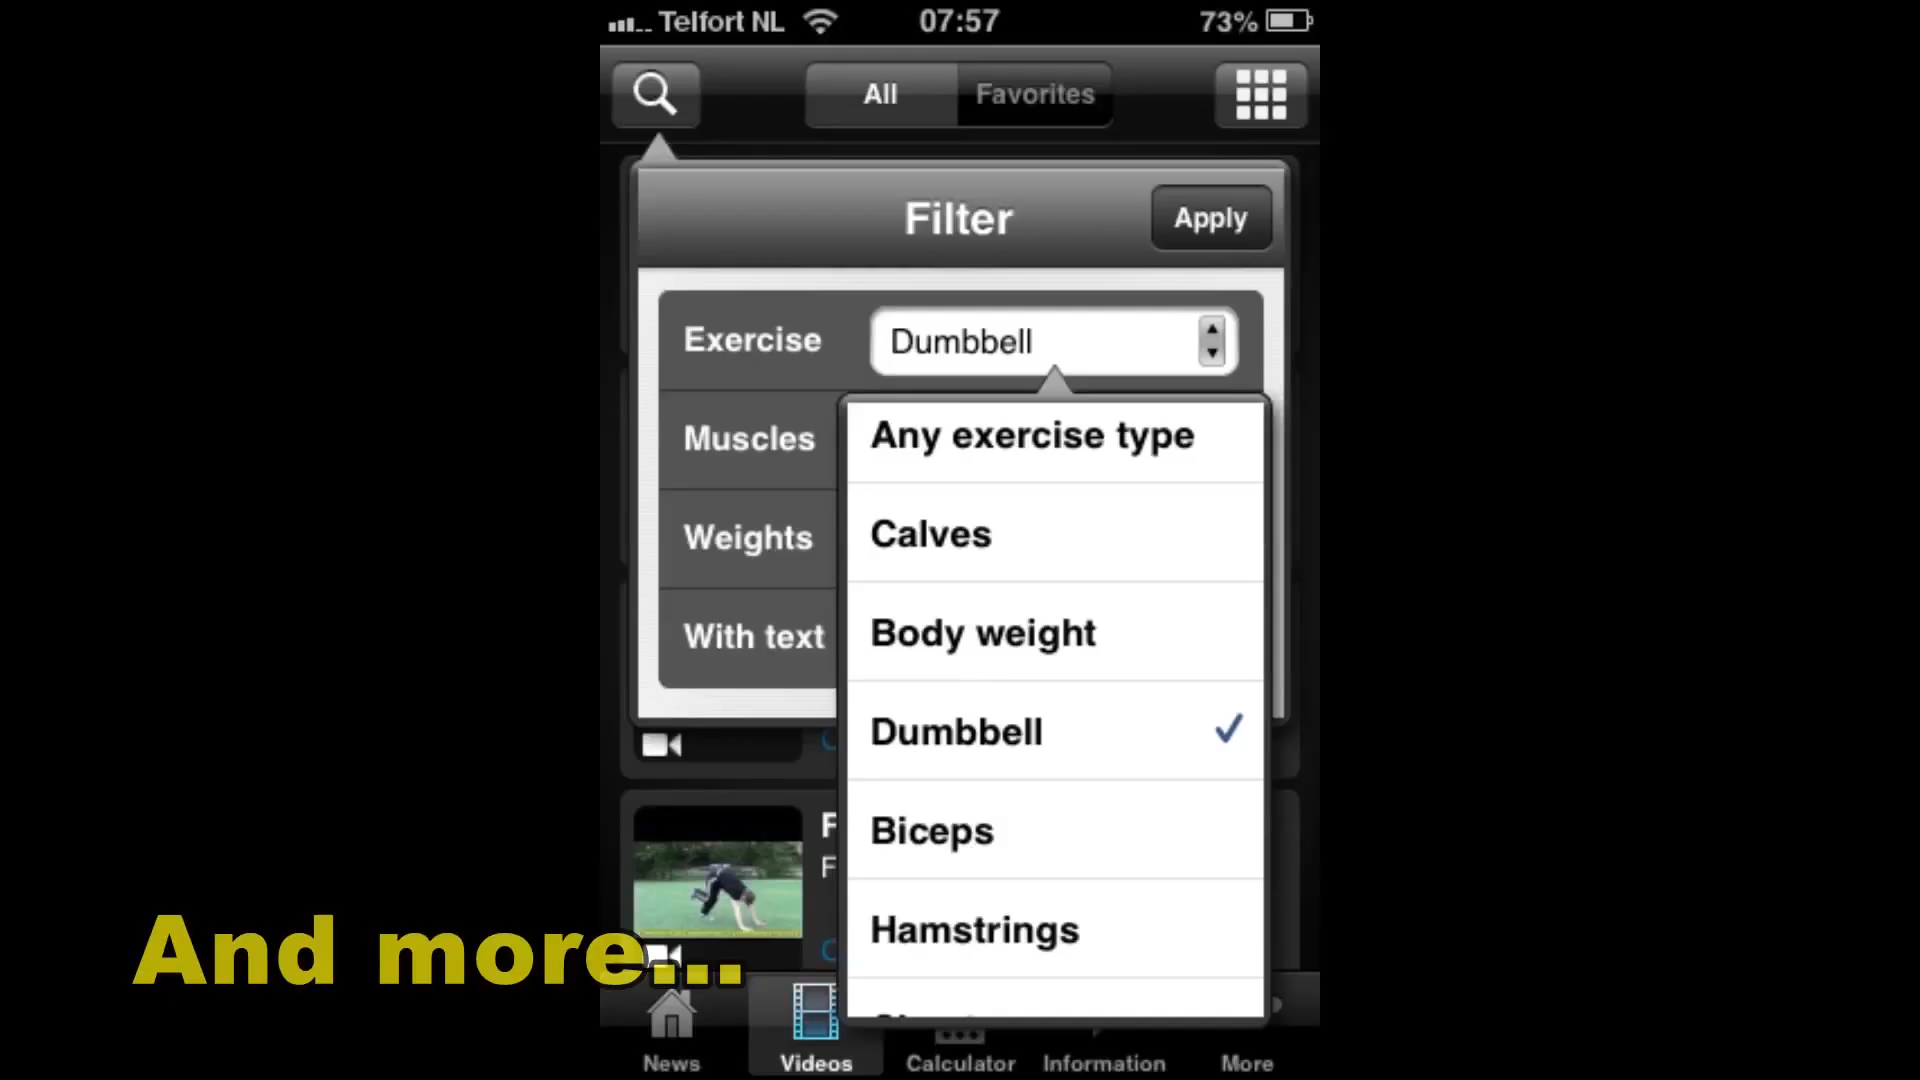 Telfort NL 07:57 73%
All Favorites
Filter Apply
Exercise Dumbbell
Any exercise type
Muscles
Calves
Weights
Body weight
With text
Dumbbell
Biceps
Hamstrings
And more...
News Videos Calculator Information More